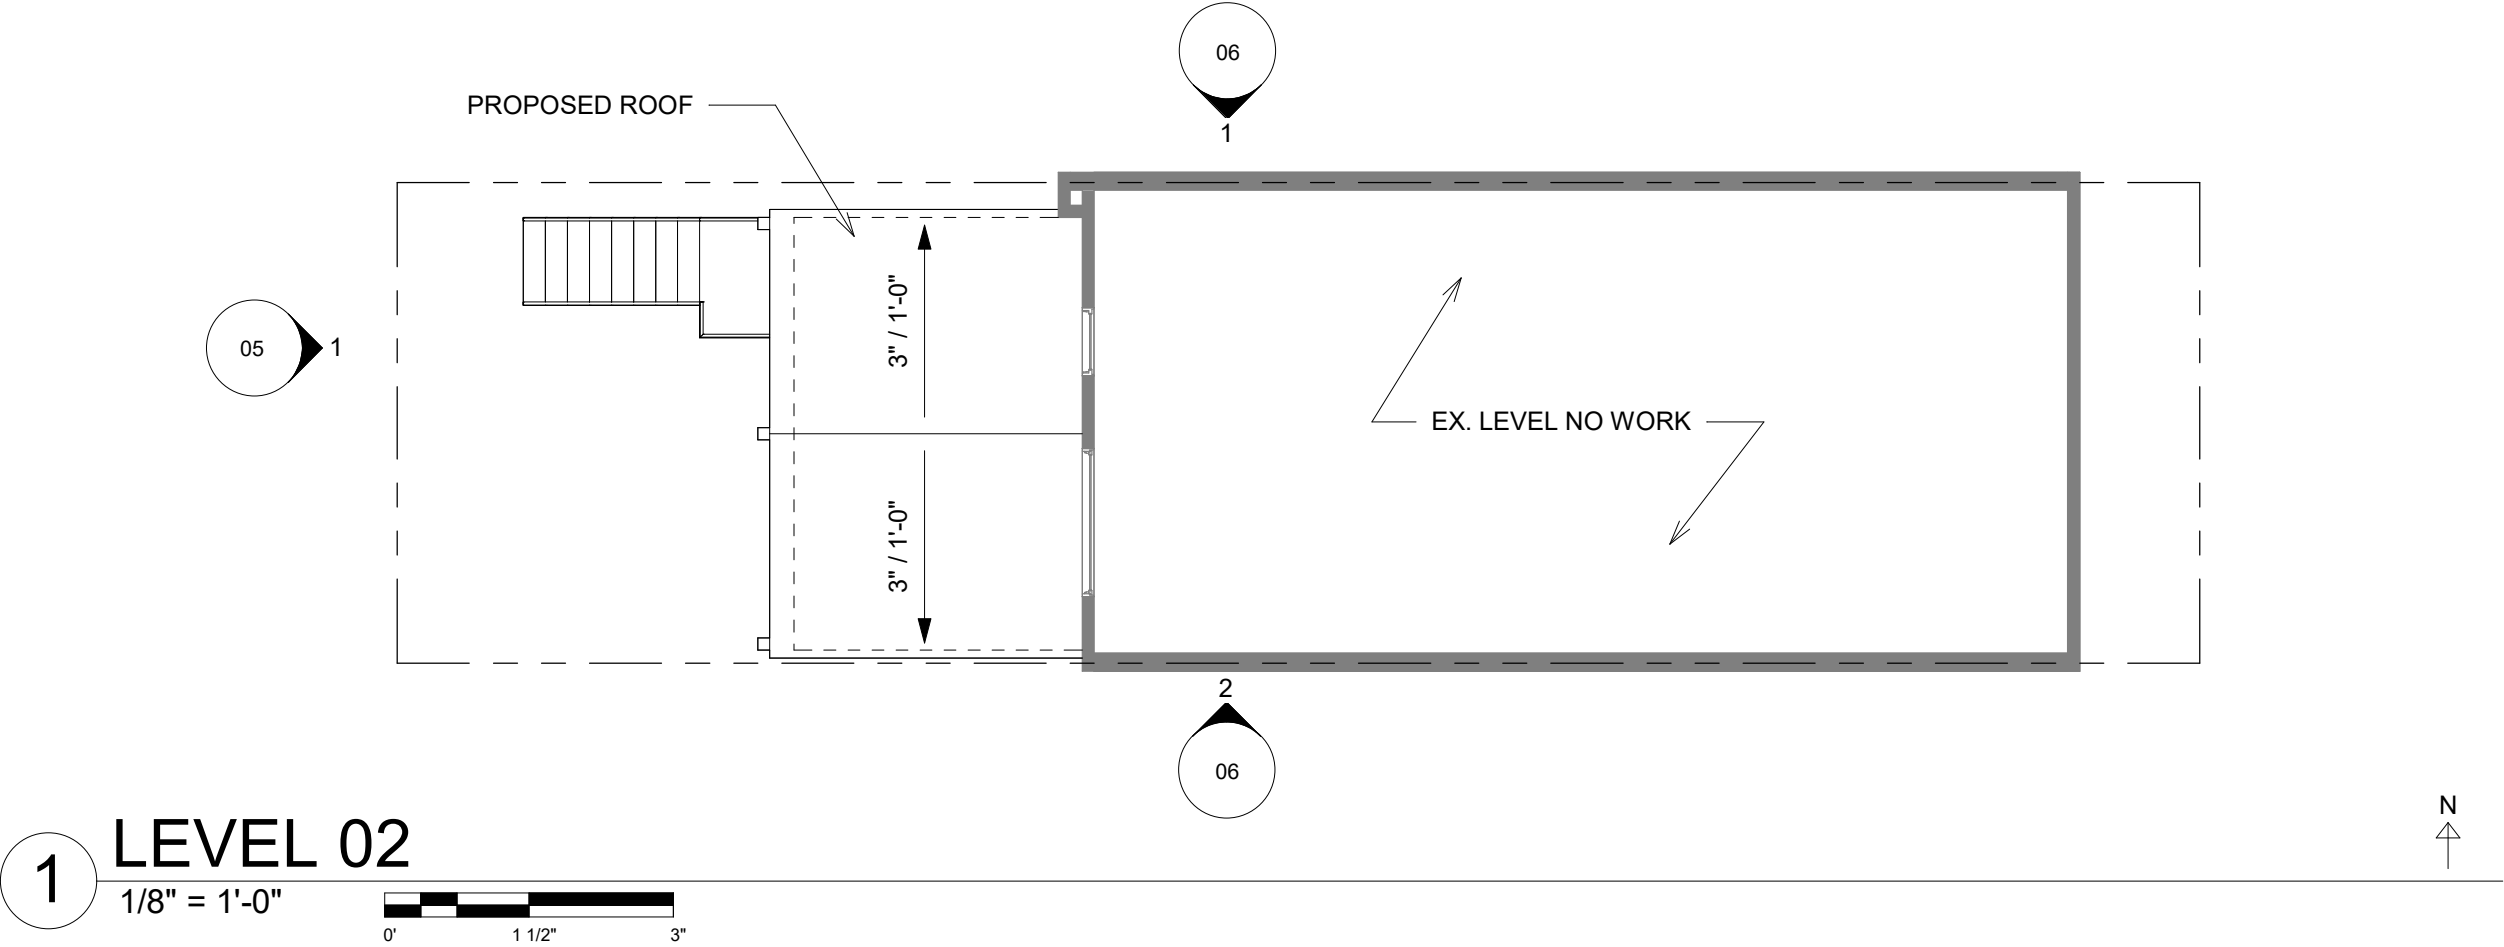 06
1
PROPOSED ROOF
3" / 1'-0"
05
1
EX. LEVEL NO WORK
3" / 1'-0"
2
06
N
1
LEVEL 02
1/8" = 1'-0"
0'
1 1/2"
3"